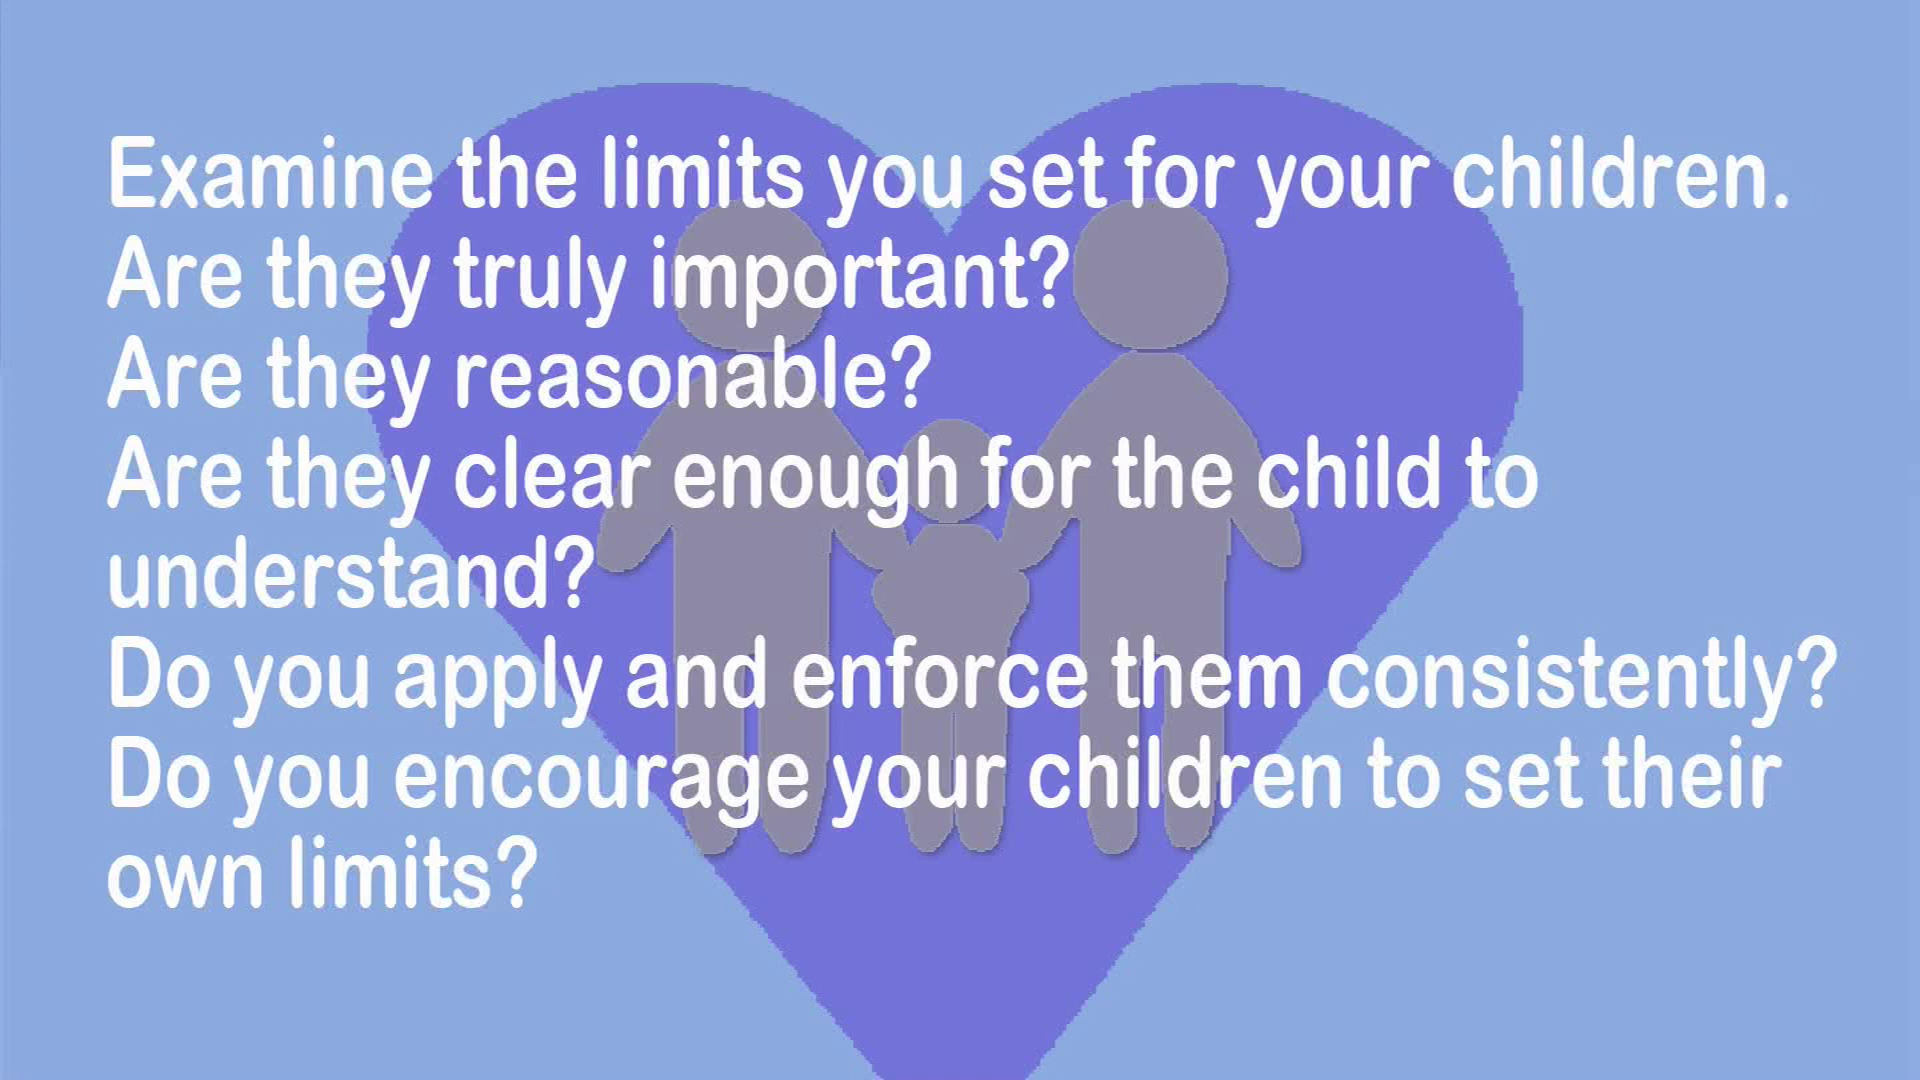 Examine the limits you set for your children.
Are they truly important?
Are they reasonable?
Are they clear enough for the child to
understand?
Do you apply and enforce them consistently?
Do you encourage your children to set their
own limits?